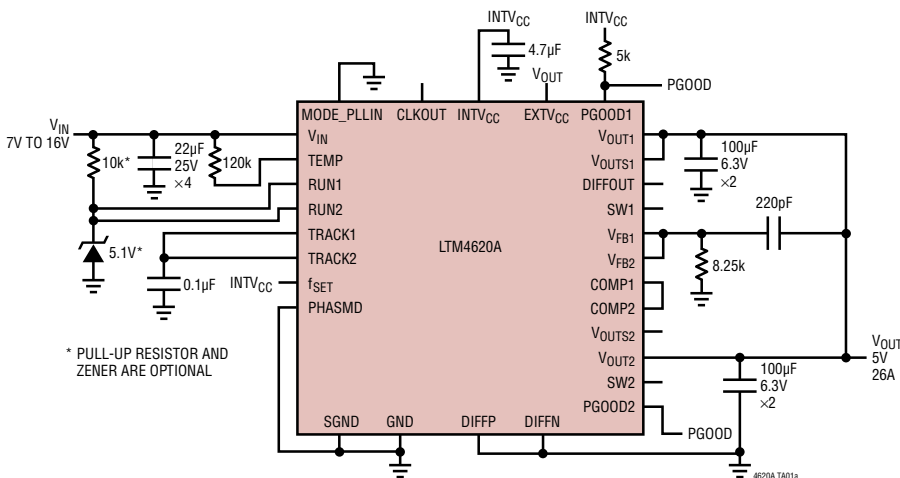 INTVCC
INTVCC
4.7µF
5k
VOUT
PGOOD
MODE_PLLIN CLKOUT INTVCC EXTVCC PGOOD1
VIN
7V TO 16V
10k*
22µF
25V
×4
120k
VIN
TEMP
RUN1
RUN2
TRACK1
TRACK2
fSET
PHASMD
5.1V*
0.1µF
INTVCC
* PULL-UP RESISTOR AND
ZENER ARE OPTIONAL
LTM4620A
VOUT1
VOUTS1
DIFFOUT
SW1
VFB1
VFB2
COMP1
COMP2
VOUTS2
VOUT2
SW2
PGOOD2
100µF
6.3V
×2
220pF
8.25k
VOUT
5V
26A
100µF
6.3V
×2
PGOOD
SGND GND DIFFP DIFFN
4620A TA01a